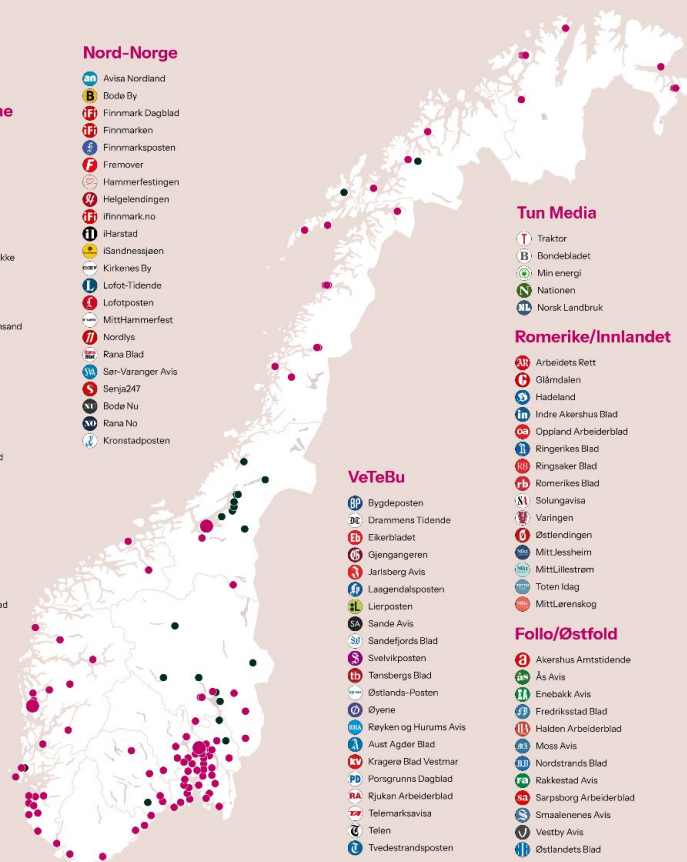 ne
kke
nsand
d
ad
Nord-Norge
Avisa Nordland
Bodø By
Finnmark Dagblad
Finnmarken
Finnmarksposten
Fremover
Hammerfestingen
Helgelendingen
ifinnmark.no
iHarstad
iSandnessjøen
Kirkenes By
Lofot-Tidende
Lofotposten
MittHammerfest
Nordlys
Rana Blad
Sør-Varanger Avis
Senja247
Bodø Nu
Rana No
Kronstadposten
Tun Media
Traktor
Bondebladet
Min energi
Nationen
Norsk Landbruk
Romerike/Innlandet
Arbeidets Rett
Glåmdalen
Hadeland
Indre Akershus Blad
Oppland Arbeiderblad
Ringerikes Blad
Ringsaker Blad
Romerikes Blad
Solungavisa
Varingen
Østlendingen
MittJessheim
MittLillestrøm
Toten Idag
MittLørenskog
VeTeBu
Bygdeposten
Drammens Tidende
Eikerbladet
Gjengangeren
Jarlsberg Avis
Laagendalsposten
Lierposten
Sande Avis
Sandefjords Blad
Svelvikposten
Tønsbergs Blad
Østlands-Posten
Øyene
Røyken og Hurums Avis
Aust Agder Blad
Kragerø Blad Vestmar
Porsgrunns Dagblad
Rjukan Arbeiderblad
Telemarksavisa
Telen
Tvedestrandsposten
Follo/Østfold
Akershus Amtstidende
Ås Avis
Enebakk Avis
Fredriksstad Blad
Halden Arbeiderblad
Moss Avis
Nordstrands Blad
Rakkestad Avis
Sarpsborg Arbeiderblad
Smaalenenes Avis
Vestby Avis
Østlandets Blad